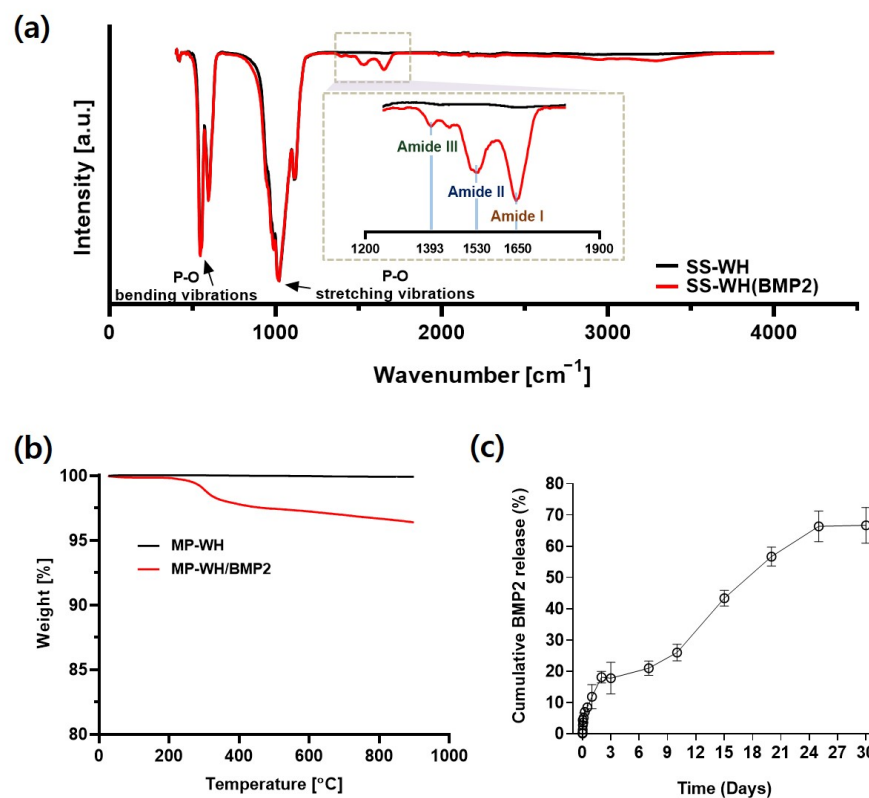 (a)
Intensity [a.u.]
Amide III
Amide II
Amide I
1200 1393 1530 1650 1900
P-O
bending vibrations
P-O
stretching vibrations
SS-WH
SS-WH(BMP2)
0 1000 2000 3000 4000
Wavenumber [cm⁻¹]
(b)
Weight [%]
100
95
90
85
80
MP-WH
MP-WH/BMP2
0 200 400 600 800 1000
Temperature [°C]
(c)
Cumulative BMP2 release (%)
80
70
60
50
40
30
20
10
0
0 3 6 9 12 15 18 21 24 27 30
Time (Days)